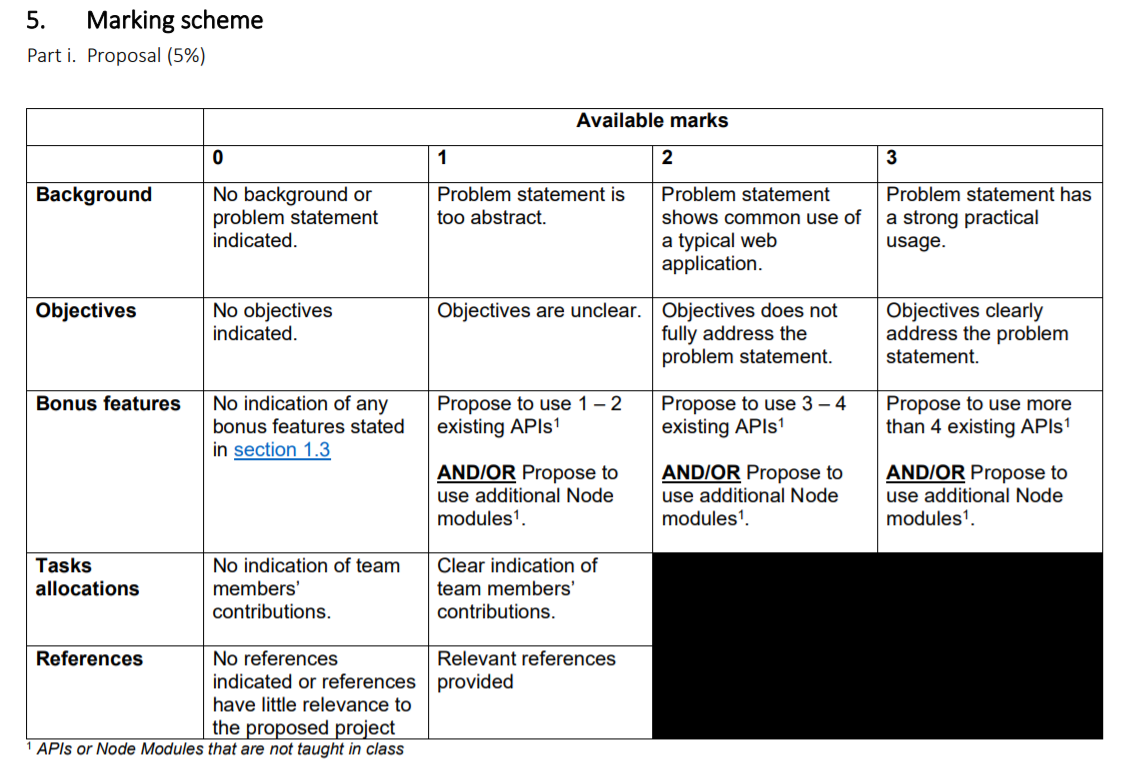 5. Marking scheme
Part i. Proposal (5%)
Available marks
0 1 2 3
Background
No background or
problem statement
indicated.
Problem statement is
too abstract.
Problem statement
shows common use of
a typical web
application.
Problem statement has
a strong practical
usage.
Objectives
No objectives
indicated.
Objectives are unclear.
Objectives does not
fully address the
problem statement.
Objectives clearly
address the problem
statement.
Bonus features
No indication of any
bonus features stated
in section 1.3
Propose to use 1 – 2
existing APIs¹
AND/OR Propose to
use additional Node
modules¹.
Propose to use 3 – 4
existing APIs¹
AND/OR Propose to
use additional Node
modules¹.
Propose to use more
than 4 existing APIs¹
AND/OR Propose to
use additional Node
modules¹.
Tasks
allocations
No indication of team
members’
contributions.
Clear indication of
team members’
contributions.
References
No references
indicated or references
have little relevance to
the proposed project
Relevant references
provided
¹ APIs or Node Modules that are not taught in class